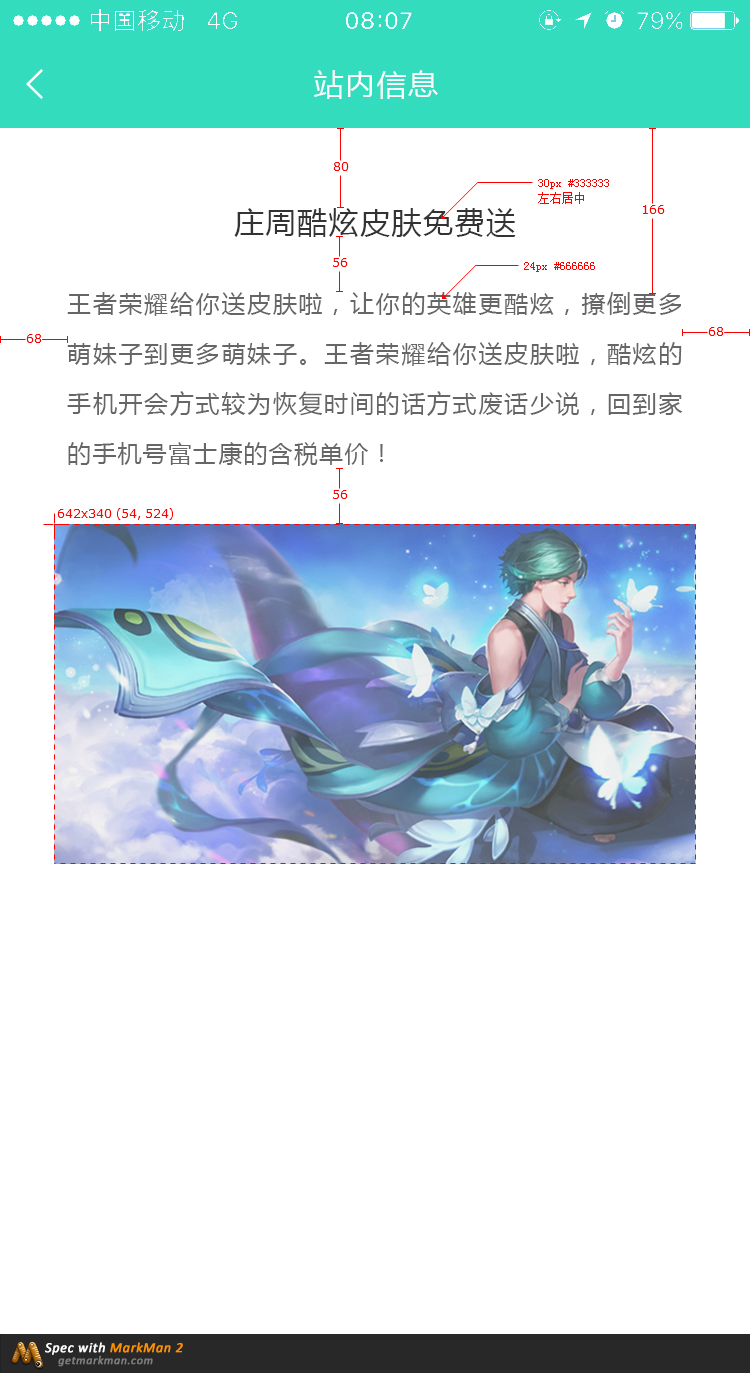 中国移动 4G 08:07 79%
站内信息
80
30px #333333
左右居中
166
庄周酷炫皮肤免费送
56
24px #666666
王者荣耀给你送皮肤啦，让你的英雄更酷炫，撩倒更多
68
68
萌妹子到更多萌妹子。王者荣耀给你送皮肤啦，酷炫的
手机开会方式较为恢复时间的话方式废话少说，回到家
的手机号富士康的含税单价！
56
642x340 (54, 524)
Spec with MarkMan 2
getmarkman.com